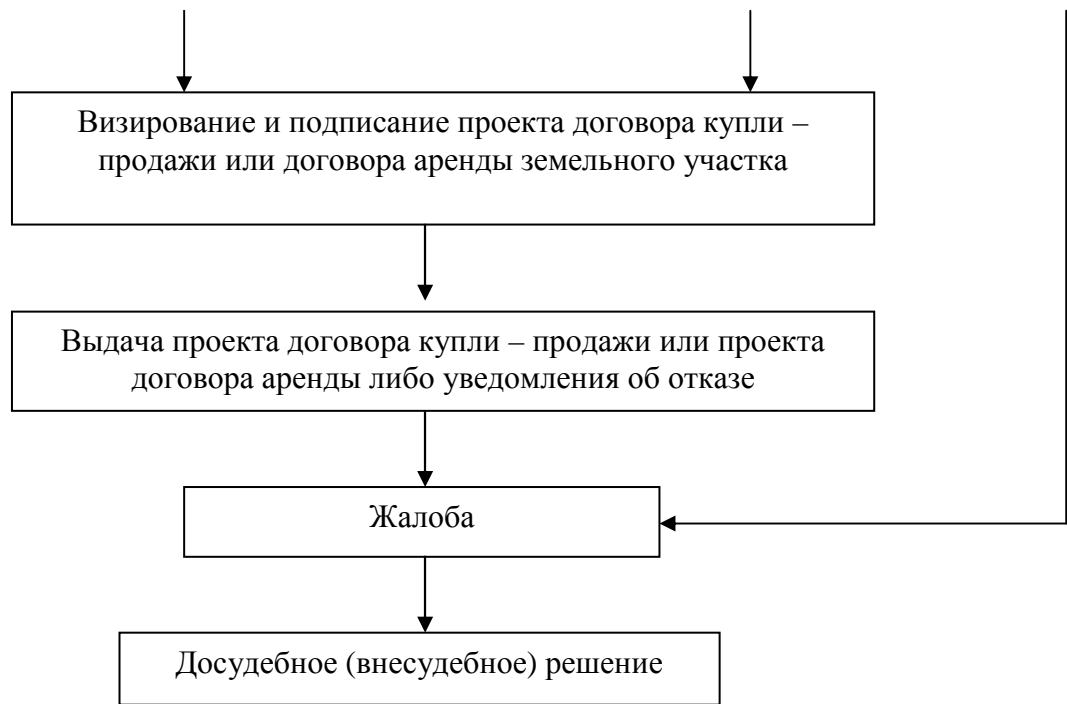 Визирование и подписание проекта договора купли –
продажи или договора аренды земельного участка
Выдача проекта договора купли – продажи или проекта
договора аренды либо уведомления об отказе
Жалоба
Досудебное (внесудебное) решение